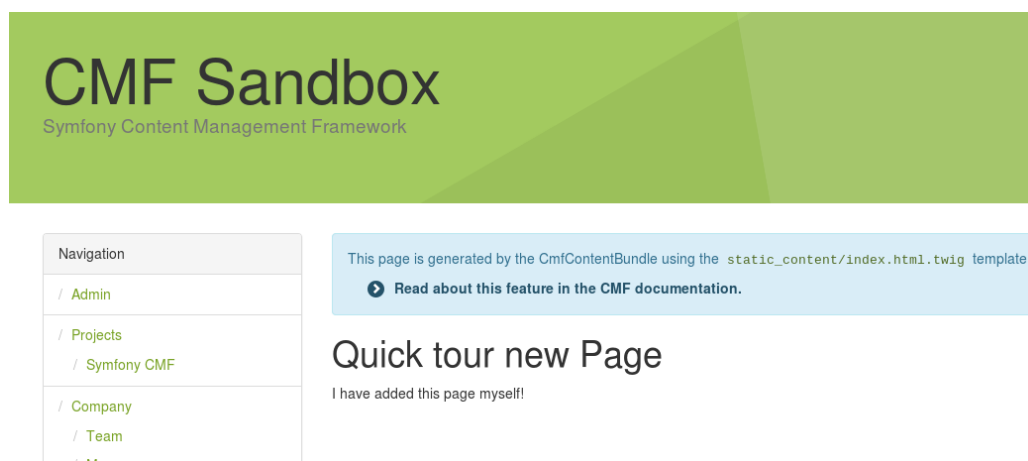 CMF Sandbox
Symfony Content Management Framework
Navigation
/ Admin
/ Projects
/ Symfony CMF
/ Company
/ Team
This page is generated by the CmfContentBundle using the static_content/index.html.twig template
Read about this feature in the CMF documentation.
Quick tour new Page
I have added this page myself!